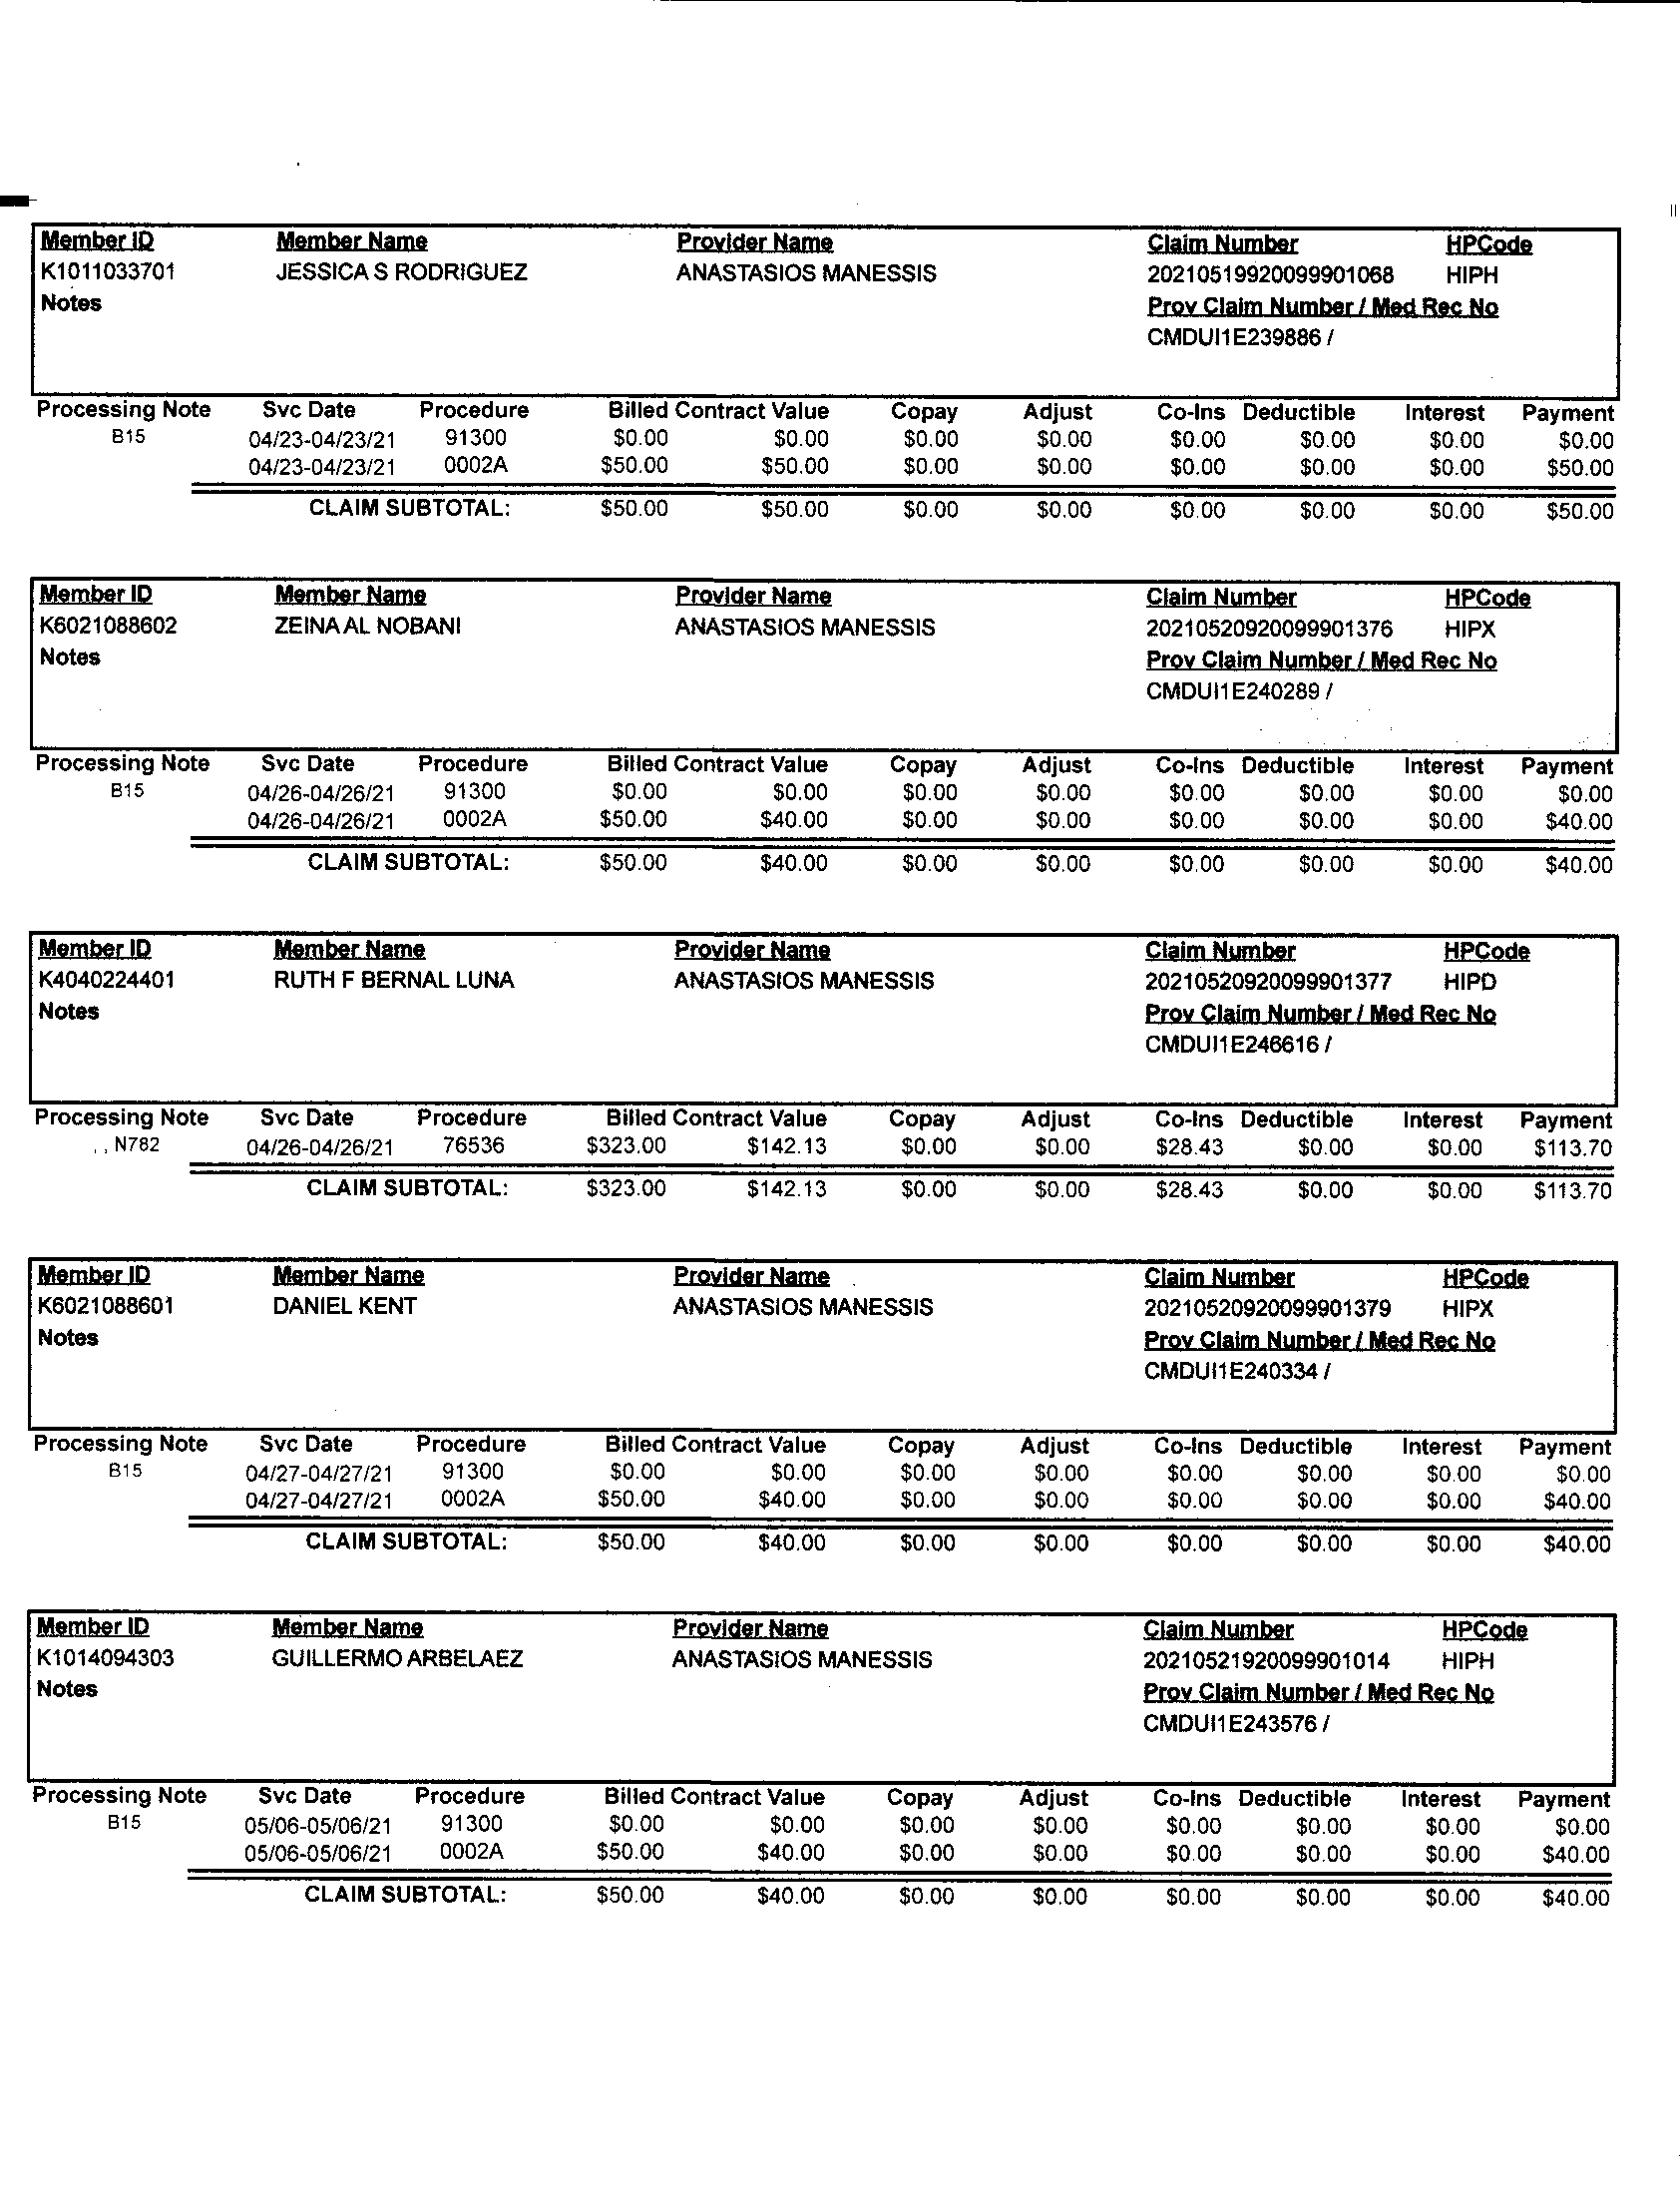 Member ID Member Name Provider Name Claim Number HPCode
K1011033701 JESSICA S RODRIGUEZ ANASTASIOS MANESSIS 20210519920099901068 HIPH
Notes Prov Claim Number / Med Rec No
CMDUI1E239886 /
Processing Note Svc Date Procedure Billed Contract Value Copay Adjust Co-Ins Deductible Interest Payment
B15 04/23-04/23/21 91300 $0.00 $0.00 $0.00 $0.00 $0.00 $0.00 $0.00 $0.00
04/23-04/23/21 0002A $50.00 $50.00 $0.00 $0.00 $0.00 $0.00 $0.00 $50.00
CLAIM SUBTOTAL: $50.00 $50.00 $0.00 $0.00 $0.00 $0.00 $0.00 $50.00
Member ID Member Name Provider Name Claim Number HPCode
K6021088602 ZEINA AL NOBANI ANASTASIOS MANESSIS 20210520920099901376 HIPX
Notes Prov Claim Number / Med Rec No
CMDUI1E240289 /
Processing Note Svc Date Procedure Billed Contract Value Copay Adjust Co-Ins Deductible Interest Payment
B15 04/26-04/26/21 91300 $0.00 $0.00 $0.00 $0.00 $0.00 $0.00 $0.00 $0.00
04/26-04/26/21 0002A $50.00 $40.00 $0.00 $0.00 $0.00 $0.00 $0.00 $40.00
CLAIM SUBTOTAL: $50.00 $40.00 $0.00 $0.00 $0.00 $0.00 $0.00 $40.00
Member ID Member Name Provider Name Claim Number HPCode
K4040224401 RUTH F BERNAL LUNA ANASTASIOS MANESSIS 20210520920099901377 HIPD
Notes Prov Claim Number / Med Rec No
CMDUI1E246616 /
Processing Note Svc Date Procedure Billed Contract Value Copay Adjust Co-Ins Deductible Interest Payment
, , N782 04/26-04/26/21 76536 $323.00 $142.13 $0.00 $0.00 $28.43 $0.00 $0.00 $113.70
CLAIM SUBTOTAL: $323.00 $142.13 $0.00 $0.00 $28.43 $0.00 $0.00 $113.70
Member ID Member Name Provider Name Claim Number HPCode
K6021088601 DANIEL KENT ANASTASIOS MANESSIS 20210520920099901379 HIPX
Notes Prov Claim Number / Med Rec No
CMDUI1E240334 /
Processing Note Svc Date Procedure Billed Contract Value Copay Adjust Co-Ins Deductible Interest Payment
B15 04/27-04/27/21 91300 $0.00 $0.00 $0.00 $0.00 $0.00 $0.00 $0.00 $0.00
04/27-04/27/21 0002A $50.00 $40.00 $0.00 $0.00 $0.00 $0.00 $0.00 $40.00
CLAIM SUBTOTAL: $50.00 $40.00 $0.00 $0.00 $0.00 $0.00 $0.00 $40.00
Member ID Member Name Provider Name Claim Number HPCode
K1014094303 GUILLERMO ARBELAEZ ANASTASIOS MANESSIS 20210521920099901014 HIPH
Notes Prov Claim Number / Med Rec No
CMDUI1E243576 /
Processing Note Svc Date Procedure Billed Contract Value Copay Adjust Co-Ins Deductible Interest Payment
B15 05/06-05/06/21 91300 $0.00 $0.00 $0.00 $0.00 $0.00 $0.00 $0.00 $0.00
05/06-05/06/21 0002A $50.00 $40.00 $0.00 $0.00 $0.00 $0.00 $0.00 $40.00
CLAIM SUBTOTAL: $50.00 $40.00 $0.00 $0.00 $0.00 $0.00 $0.00 $40.00